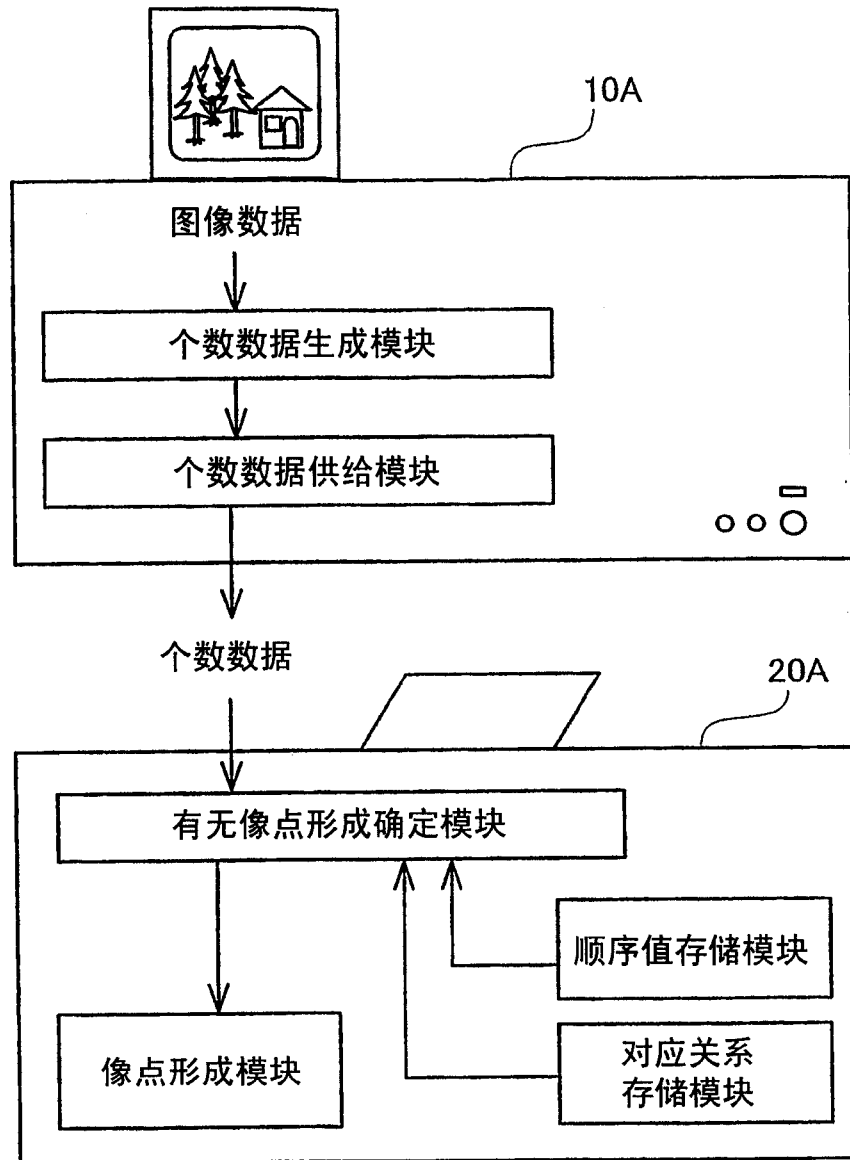 10A
图像数据
个数数据生成模块
个数数据供给模块
个数数据
20A
有无像点形成确定模块
顺序值存储模块
像点形成模块
对应关系
存储模块